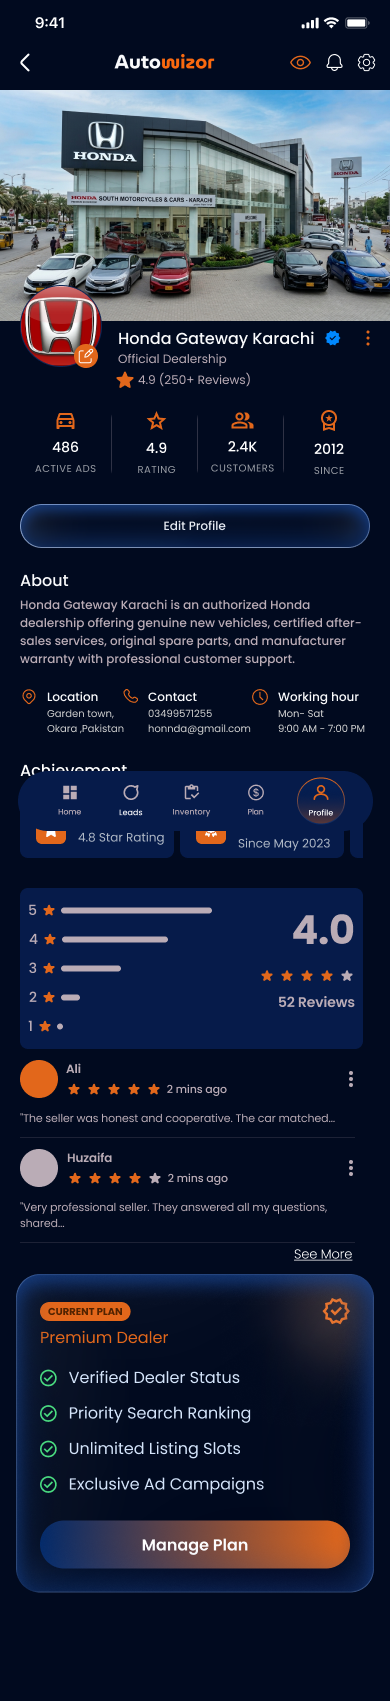 9:41
Autowizor
HONDA
HONDA SOUTH MOTORCYCLES & CARS - KARACHI
HONDA
Honda Gateway Karachi
Official Dealership
4.9 (250+ Reviews)
486
ACTIVE ADS
4.9
RATING
2.4K
CUSTOMERS
2012
SINCE
Edit Profile
About
Honda Gateway Karachi is an authorized Honda
dealership offering genuine new vehicles, certified after-
sales services, original spare parts, and manufacturer
warranty with professional customer support.
Location
Garden town,
Okara ,Pakistan
Contact
03499571255
honnda@gmail.com
Working hour
Mon- Sat
9:00 AM - 7:00 PM
Achievement
Home
Leads
Inventory
Plan
Profile
4.8 Star Rating
Since May 2023
5
4
3
2
1
4.0
52 Reviews
Ali
2 mins ago
"The seller was honest and cooperative. The car matched...
Huzaifa
2 mins ago
"Very professional seller. They answered all my questions,
shared...
See More
CURRENT PLAN
Premium Dealer
Verified Dealer Status
Priority Search Ranking
Unlimited Listing Slots
Exclusive Ad Campaigns
Manage Plan